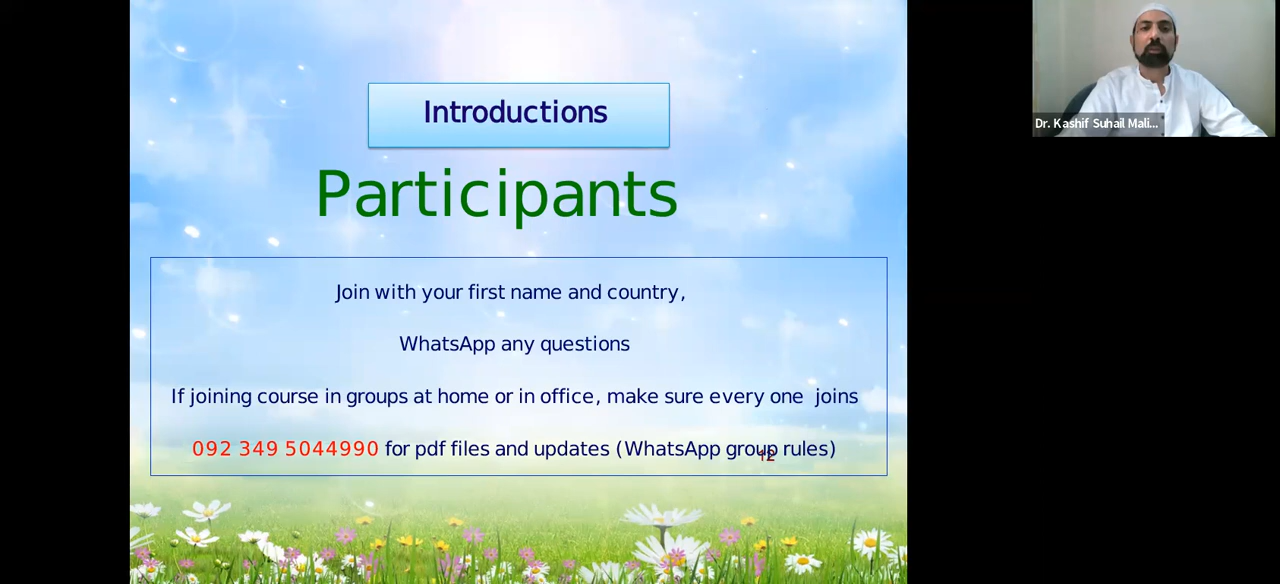 Introductions
Participants
Join with your first name and country,
WhatsApp any questions
If joining course in groups at home or in office, make sure every one joins
092 349 5044990 for pdf files and updates (WhatsApp group rules)
12
Dr. Kashif Suhail Mali...